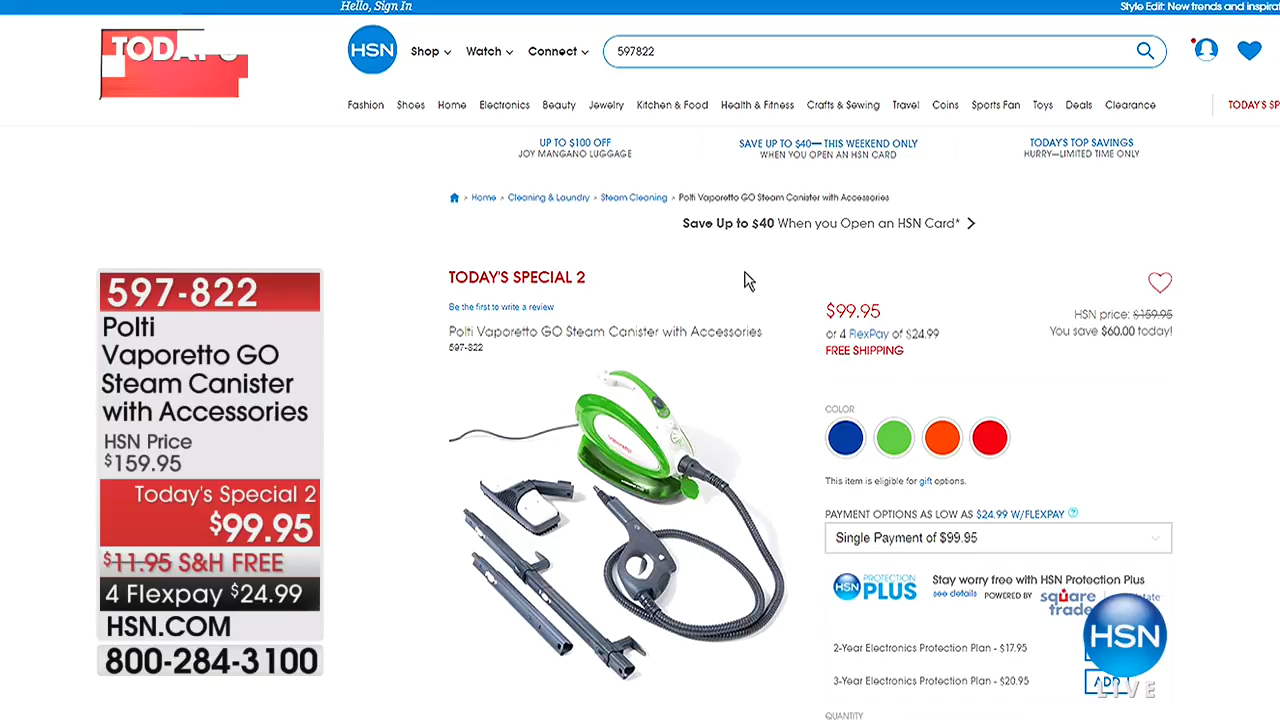 Hello, Sign In
Style Edit: New trends and inspirat
TODAY'S
HSN
Shop
Watch
Connect
597822
Fashion
Shoes
Home
Electronics
Beauty
Jewelry
Kitchen & Food
Health & Fitness
Crafts & Sewing
Travel
Coins
Sports Fan
Toys
Deals
Clearance
TODAY'S SP
UP TO $100 OFF
JOY MANGANO LUGGAGE
SAVE UP TO $40— THIS WEEKEND ONLY
WHEN YOU OPEN AN HSN CARD
TODAY'S TOP SAVINGS
HURRY—LIMITED TIME ONLY
Home > Cleaning & Laundry > Steam Cleaning > Polti Vaporetto GO Steam Canister with Accessories
Save Up to $40 When you Open an HSN Card*
597-822
Polti
Vaporetto GO
Steam Canister
with Accessories
HSN Price
$159.95
Today's Special 2
$99.95
$11.95 S&H FREE
4 Flexpay $24.99
HSN.COM
800-284-3100
TODAY'S SPECIAL 2
Be the first to write a review
Polti Vaporetto GO Steam Canister with Accessories
597-822
vaporetto
$99.95
or 4 FlexPay of $24.99
FREE SHIPPING
HSN price: $159.95
You save $60.00 today!
COLOR
This item is eligible for gift options.
PAYMENT OPTIONS AS LOW AS $24.99 W/FLEXPAY ?
Single Payment of $99.95
HSN PROTECTION PLUS
Stay worry free with HSN Protection Plus
see details POWERED BY square trade
2-Year Electronics Protection Plan - $17.95
3-Year Electronics Protection Plan - $20.95
ADD
HSN
LIVE
QUANTITY